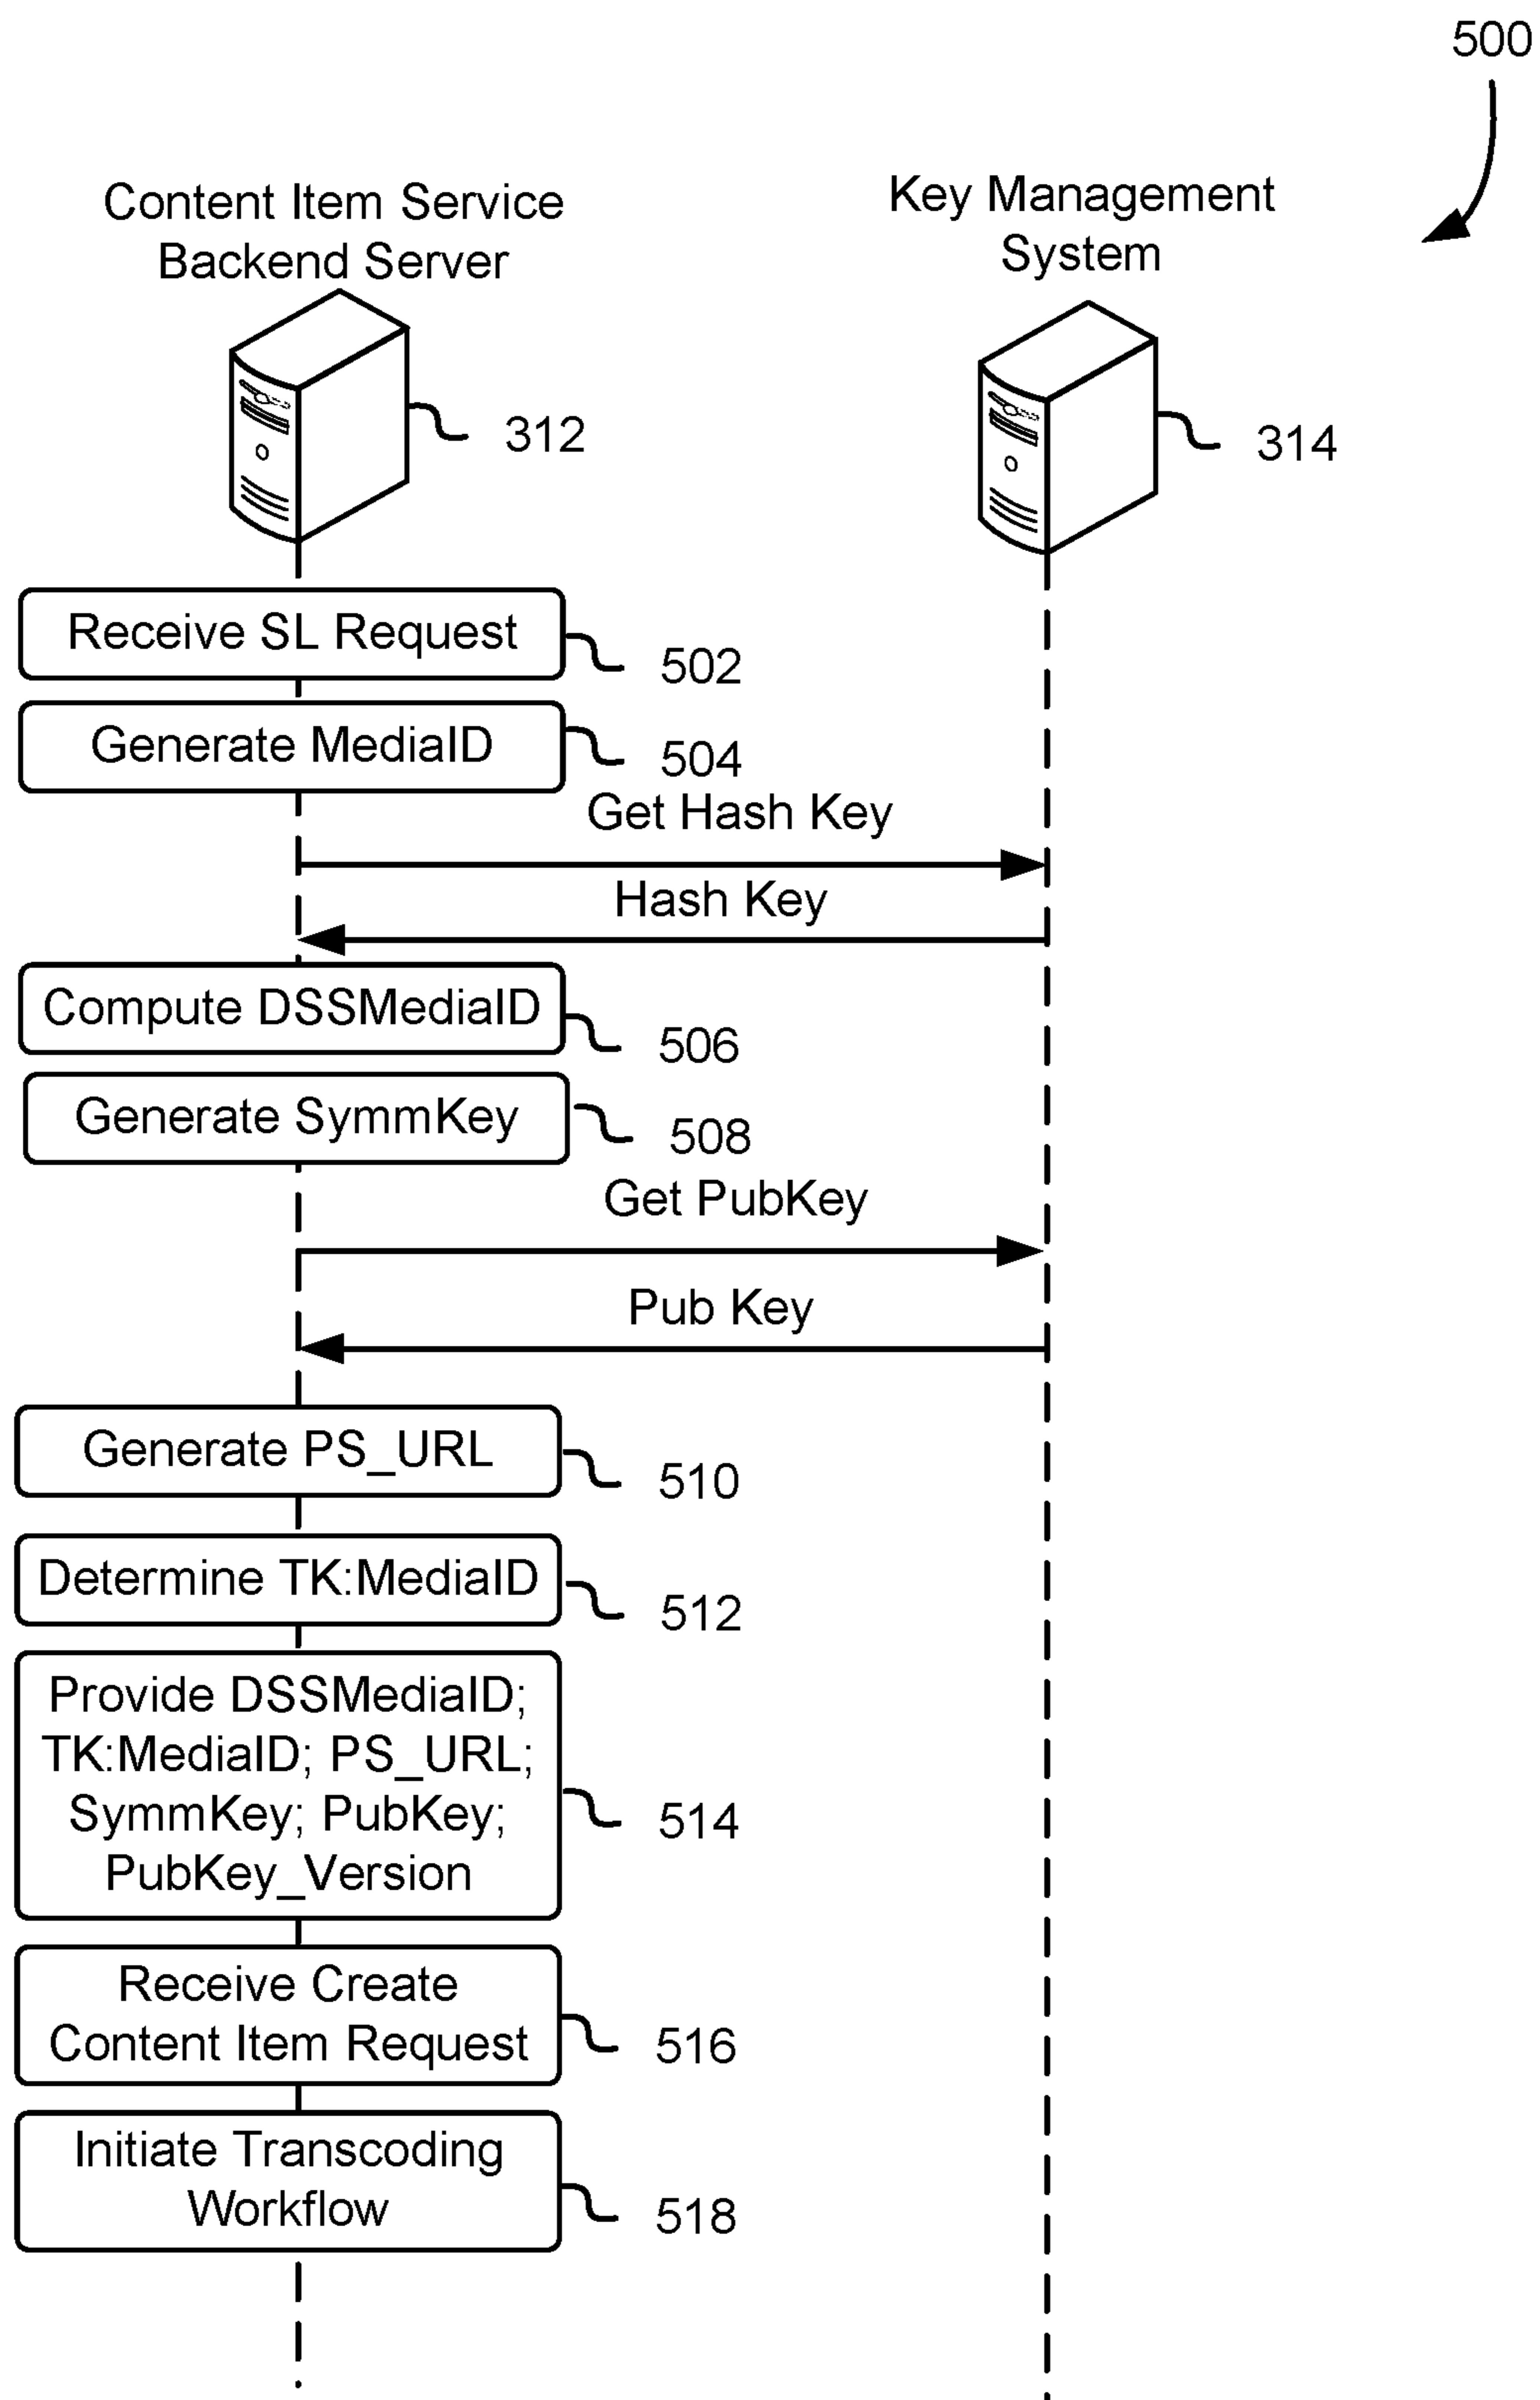 500
Content Item Service
Backend Server
Key Management
System
312
314
Receive SL Request
502
Generate MediaID
504
Get Hash Key
Hash Key
Compute DSSMediaID
506
Generate SymmKey
508
Get PubKey
Pub Key
Generate PS_URL
510
Determine TK:MediaID
512
Provide DSSMediaID;
TK:MediaID; PS_URL;
SymmKey; PubKey;
PubKey_Version
514
Receive Create
Content Item Request
516
Initiate Transcoding
Workflow
518